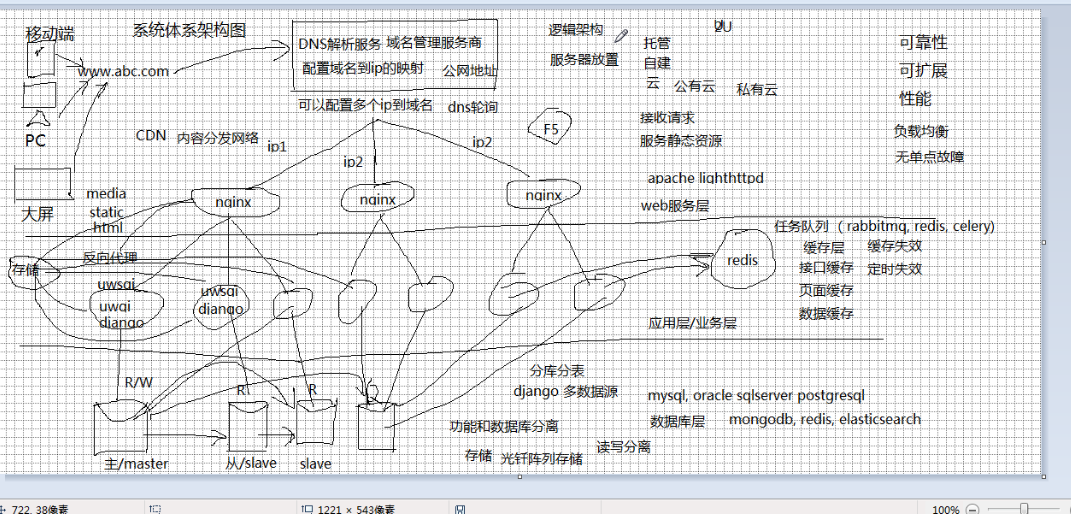 移动端
系统体系架构图
DNS解析服务 域名管理服务商
配置域名到ip的映射 公网地址
www.abc.com
可以配置多个ip到域名 dns轮询
逻辑架构
服务器放置
2U
托管
自建
云 公有云 私有云
可靠性
可扩展
性能
负载均衡
无单点故障
PC
CDN 内容分发网络
ip1
ip2
ip2
F5
接收请求
服务静态资源
apache lighthttpd
web服务层
大屏
media
static
html
nginx
nginx
nginx
任务队列 ( rabbitmq, redis, celery)
缓存层 缓存失效
接口缓存 定时失效
页面缓存
数据缓存
redis
存储
反向代理
uwsgi
uwgi
django
uwsgi
django
应用层/业务层
R/W
R
R
分库分表
django 多数据源
mysql, oracle sqlserver postgresql
数据库层 mongodb, redis, elasticsearch
功能和数据库分离
读写分离
存储 光钎阵列存储
主/master
从/slave
slave
722, 38像素
1221 × 543像素
100%